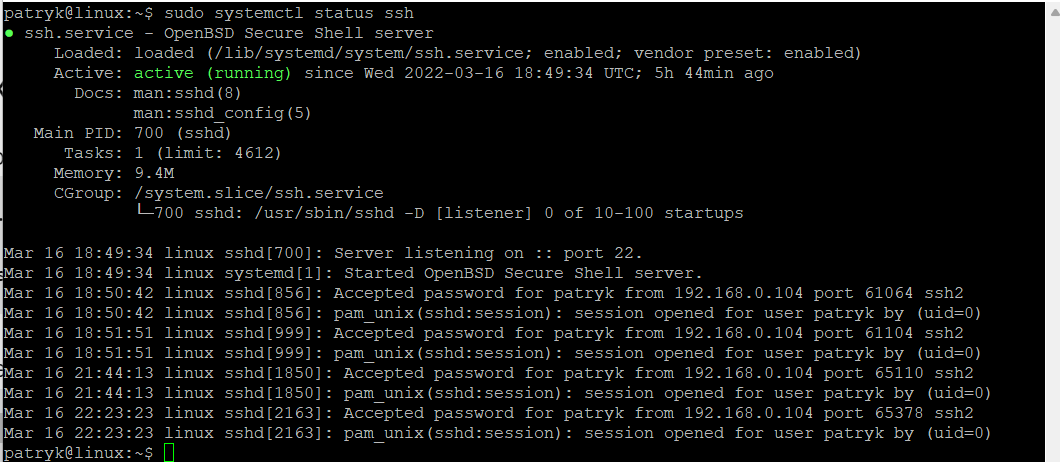 patryk@linux:~$ sudo systemctl status ssh
● ssh.service - OpenBSD Secure Shell server
     Loaded: loaded (/lib/systemd/system/ssh.service; enabled; vendor preset: enabled)
     Active: active (running) since Wed 2022-03-16 18:49:34 UTC; 5h 44min ago
       Docs: man:sshd(8)
             man:sshd_config(5)
   Main PID: 700 (sshd)
      Tasks: 1 (limit: 4612)
     Memory: 9.4M
     CGroup: /system.slice/ssh.service
             └─700 sshd: /usr/sbin/sshd -D [listener] 0 of 10-100 startups

Mar 16 18:49:34 linux sshd[700]: Server listening on :: port 22.
Mar 16 18:49:34 linux systemd[1]: Started OpenBSD Secure Shell server.
Mar 16 18:50:42 linux sshd[856]: Accepted password for patryk from 192.168.0.104 port 61064 ssh2
Mar 16 18:50:42 linux sshd[856]: pam_unix(sshd:session): session opened for user patryk by (uid=0)
Mar 16 18:51:51 linux sshd[999]: Accepted password for patryk from 192.168.0.104 port 61104 ssh2
Mar 16 18:51:51 linux sshd[999]: pam_unix(sshd:session): session opened for user patryk by (uid=0)
Mar 16 21:44:13 linux sshd[1850]: Accepted password for patryk from 192.168.0.104 port 65110 ssh2
Mar 16 21:44:13 linux sshd[1850]: pam_unix(sshd:session): session opened for user patryk by (uid=0)
Mar 16 22:23:23 linux sshd[2163]: Accepted password for patryk from 192.168.0.104 port 65378 ssh2
Mar 16 22:23:23 linux sshd[2163]: pam_unix(sshd:session): session opened for user patryk by (uid=0)
patryk@linux:~$